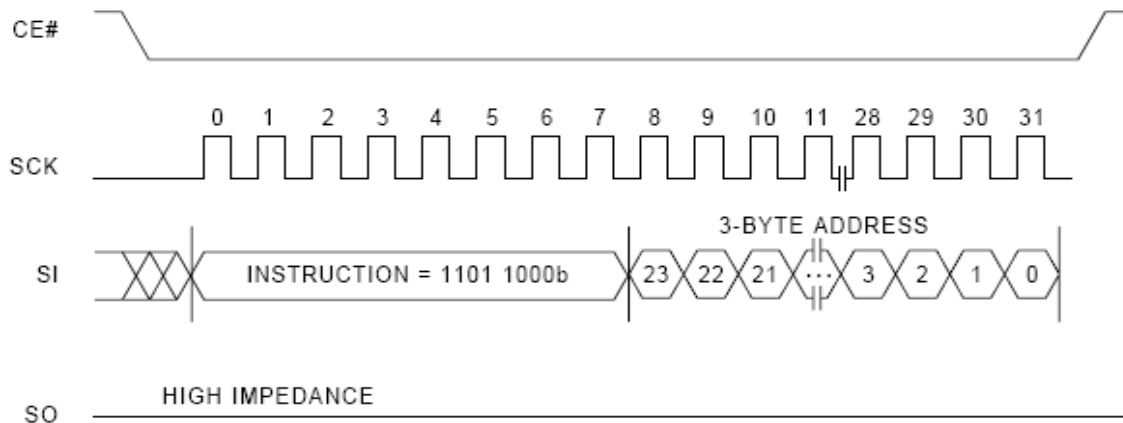 CE#
0 1 2 3 4 5 6 7 8 9 10 11 28 29 30 31
SCK
3-BYTE ADDRESS
SI INSTRUCTION = 1101 1000b 23 22 21 ... 3 2 1 0
HIGH IMPEDANCE
SO